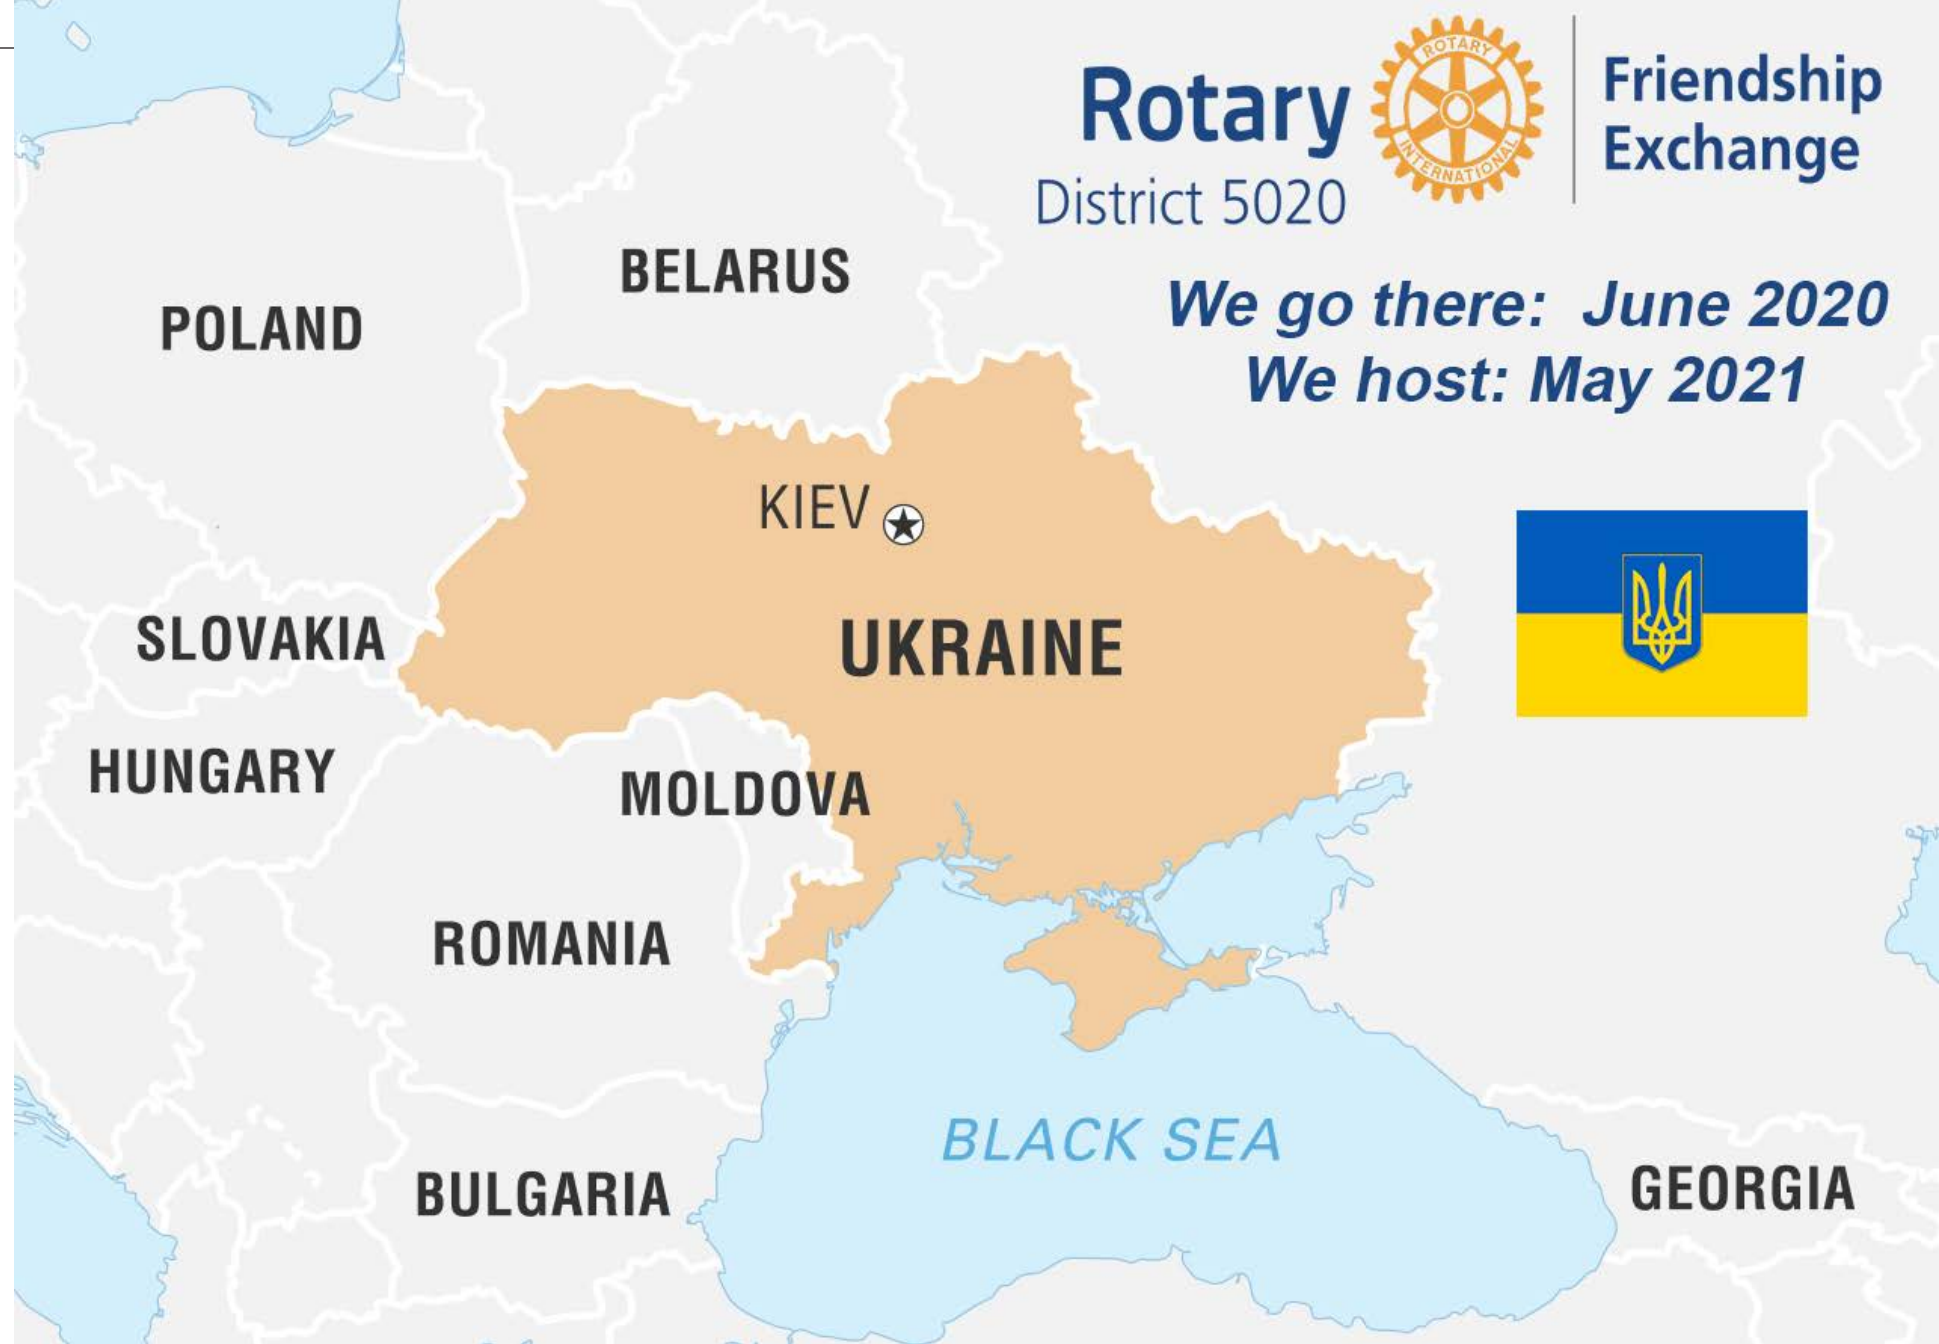 Rotary
ROTARY
INTERNATIONAL
District 5020
Friendship
Exchange
We go there: June 2020
We host: May 2021
BELARUS
POLAND
KIEV
UKRAINE
SLOVAKIA
HUNGARY
MOLDOVA
ROMANIA
BLACK SEA
BULGARIA
GEORGIA